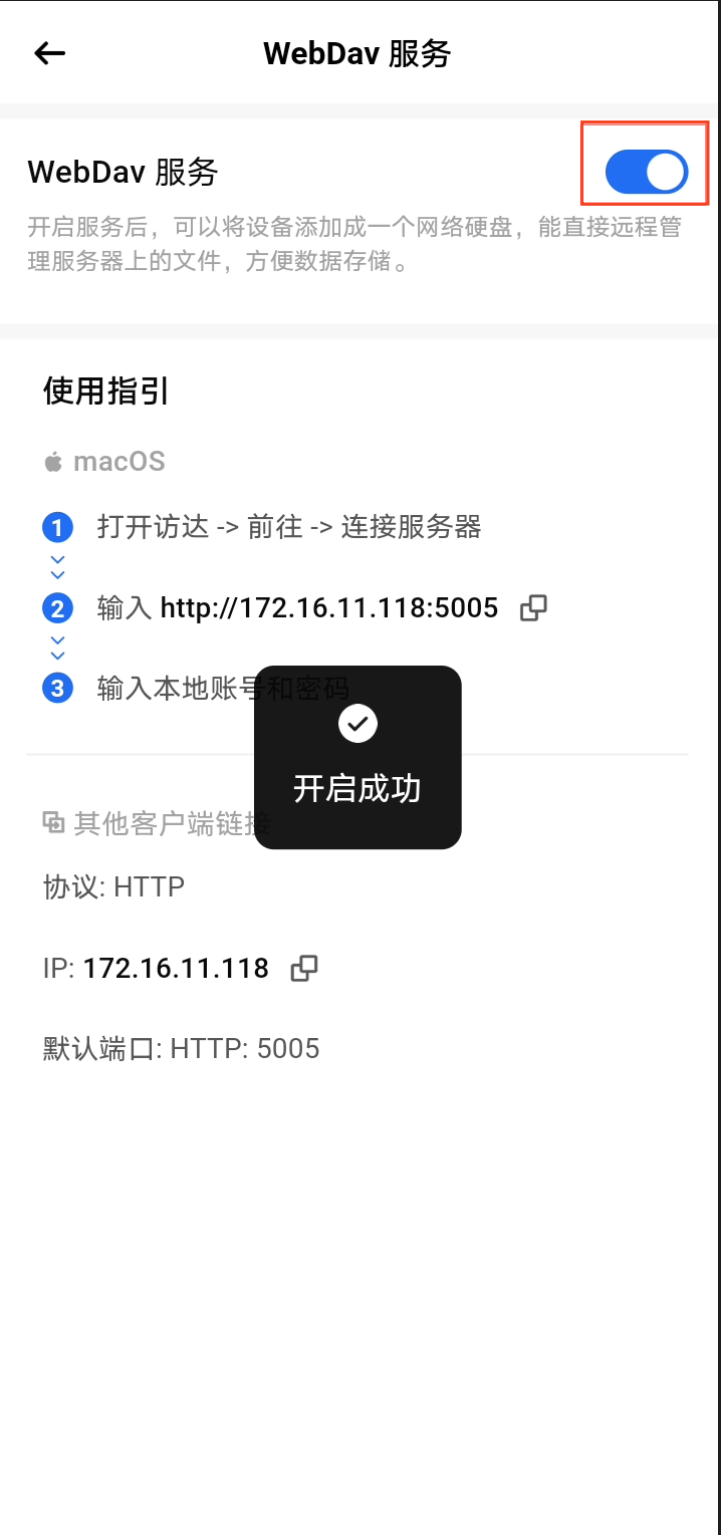 WebDav 服务
WebDav 服务
开启服务后，可以将设备添加成一个网络硬盘，能直接远程管
理服务器上的文件，方便数据存储。
使用指引
macOS
1 打开访达 -> 前往 -> 连接服务器
2 输入 http://172.16.11.118:5005
3 输入本地账号和密码
开启成功
其他客户端链接
协议: HTTP
IP: 172.16.11.118
默认端口: HTTP: 5005